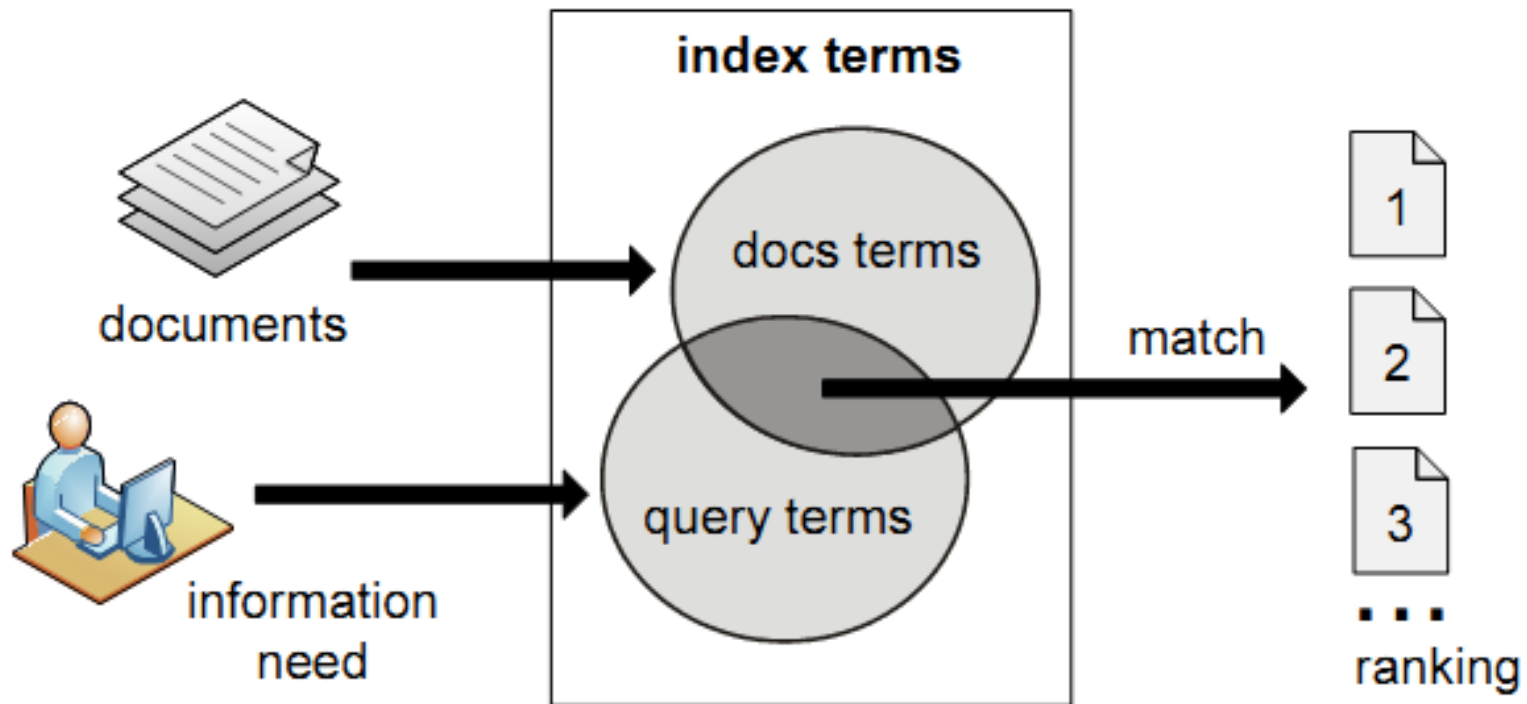 index terms
docs terms
documents
match
query terms
information
need
1
2
3
...
ranking